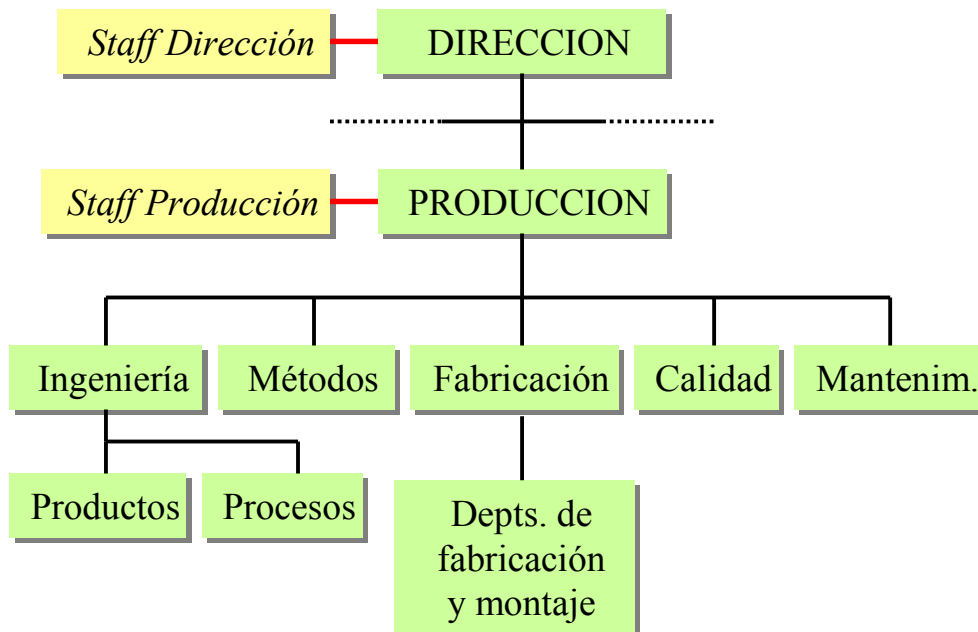 Staff Dirección
DIRECCION
Staff Producción
PRODUCCION
Ingeniería
Métodos
Fabricación
Calidad
Mantenim.
Productos
Procesos
Depts. de
fabricación
y montaje